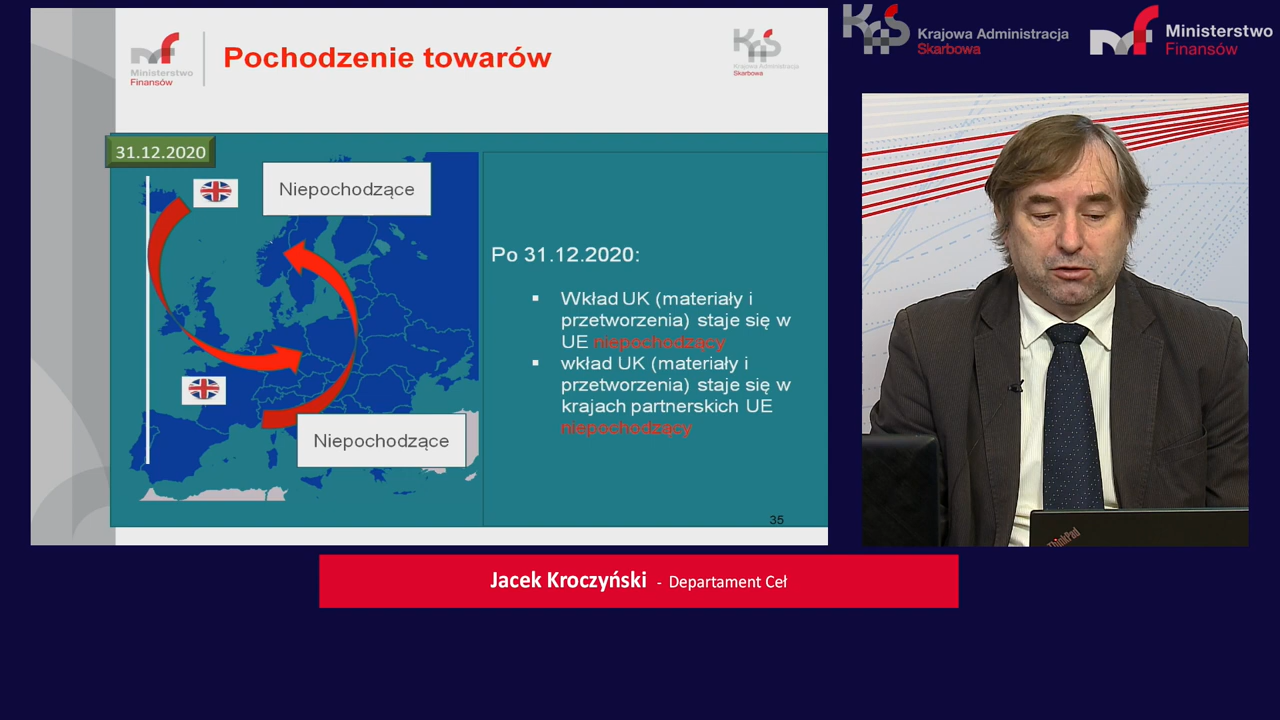 Ministerstwo
Finansów
Pochodzenie towarów
Krajowa Administracja
Skarbowa
31.12.2020
Niepochodzące
Niepochodzące
Po 31.12.2020:
▪ Wkład UK (materiały i
przetworzenia) staje się w
UE niepochodzący
▪ wkład UK (materiały i
przetworzenia) staje się w
krajach partnerskich UE
niepochodzący
35
Krajowa Administracja
Skarbowa
Ministerstwo
Finansów
ThinkPad
Jacek Kroczyński - Departament Ceł